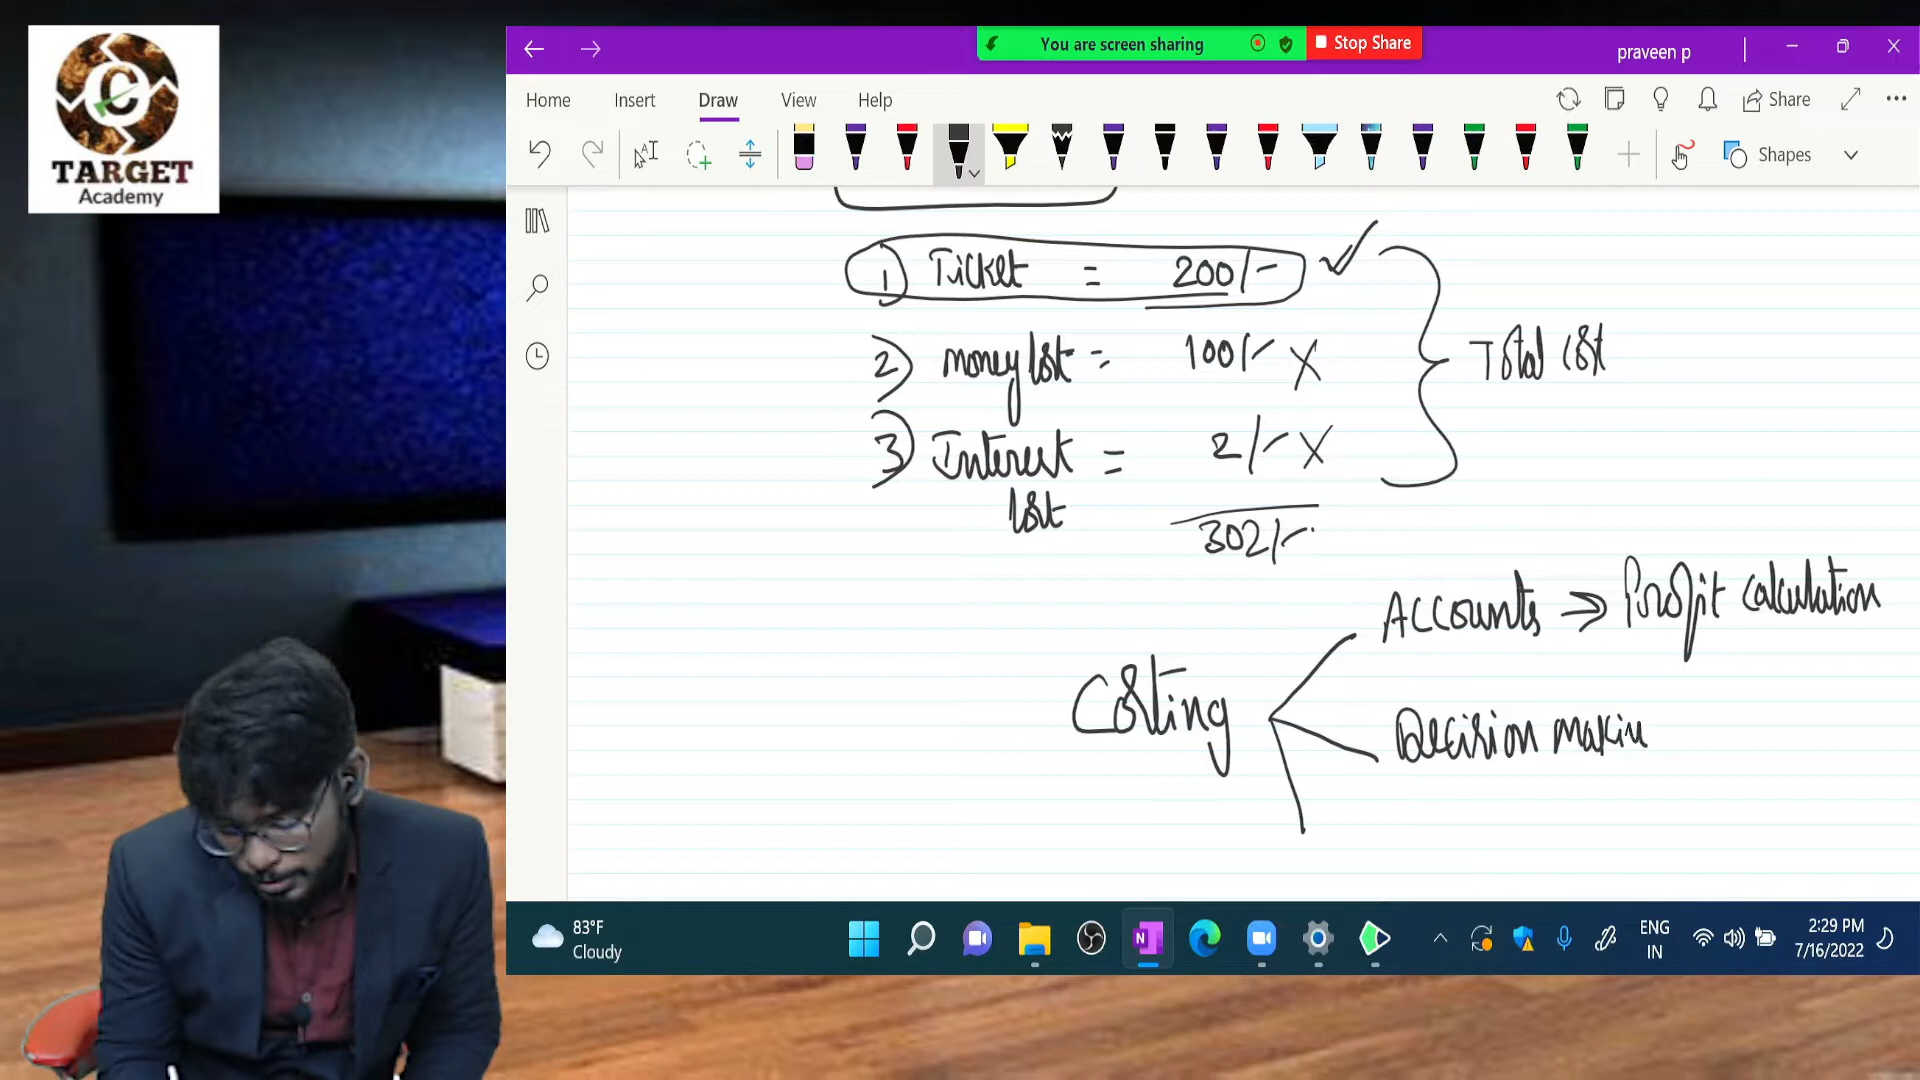 TARGET
Academy
You are screen sharing
Stop Share
praveen p
Home Insert Draw View Help
Share
Shapes
1) Ticket = 200/-
2) money lost = 100/- X
3) Interest lost = 2/- X
302/-
Total cost
Costing
Accounts => Profit calculation
Decision makin
83°F
Cloudy
ENG
IN
2:29 PM
7/16/2022